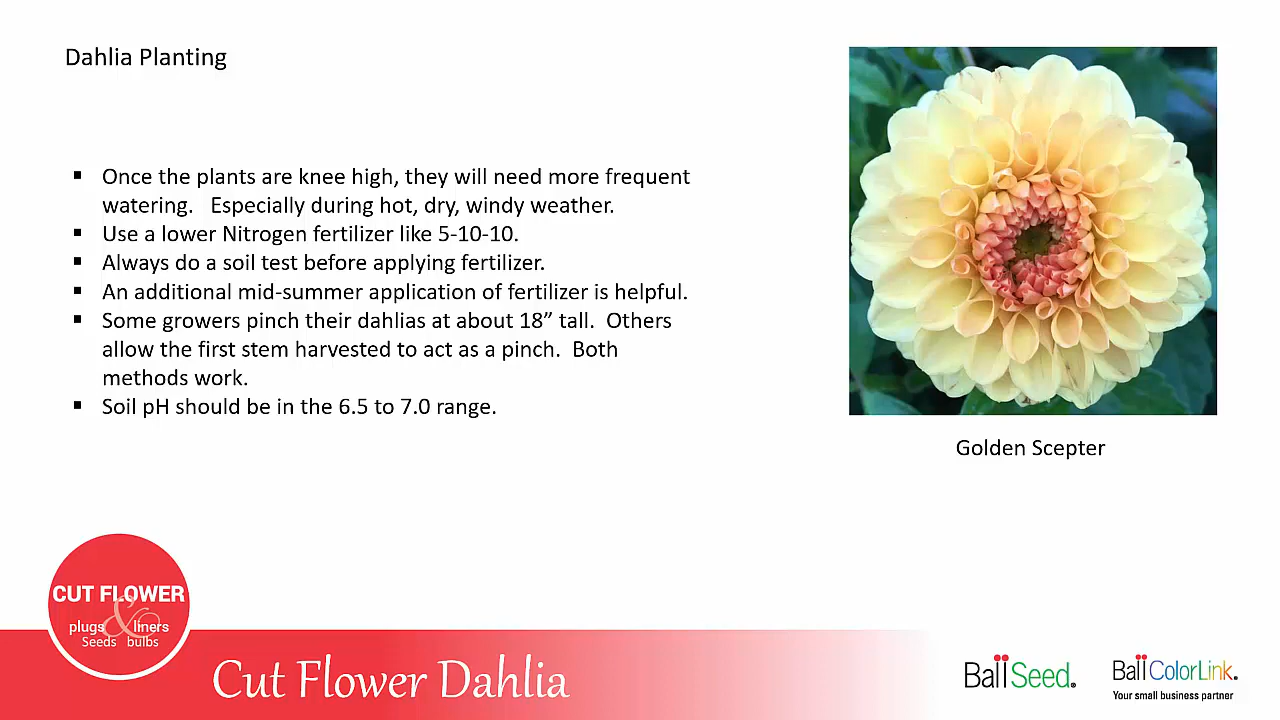 Dahlia Planting
▪ Once the plants are knee high, they will need more frequent
watering. Especially during hot, dry, windy weather.
▪ Use a lower Nitrogen fertilizer like 5-10-10.
▪ Always do a soil test before applying fertilizer.
▪ An additional mid-summer application of fertilizer is helpful.
▪ Some growers pinch their dahlias at about 18” tall. Others
allow the first stem harvested to act as a pinch. Both
methods work.
▪ Soil pH should be in the 6.5 to 7.0 range.
Golden Scepter
CUT FLOWER
plugs & liners
Seeds bulbs
Cut Flower Dahlia
Ball Seed.
Ball ColorLink.
Your small business partner